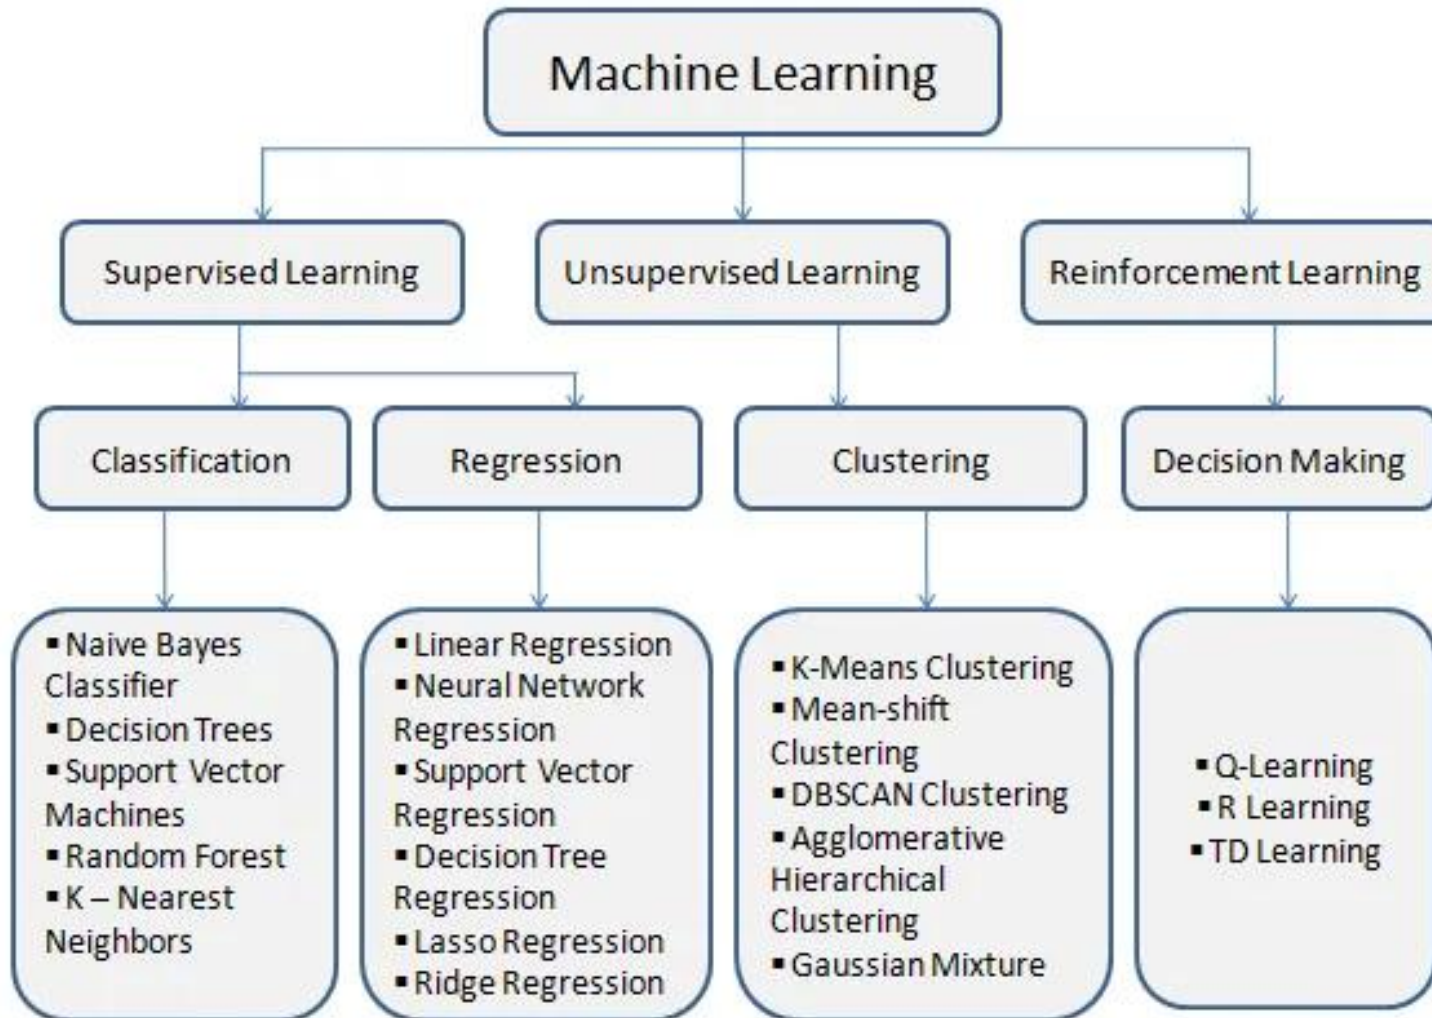 Machine Learning
Supervised Learning
Unsupervised Learning
Reinforcement Learning
Classification
Regression
Clustering
Decision Making
▪ Naive Bayes
Classifier
▪ Decision Trees
▪ Support Vector
Machines
▪ Random Forest
▪ K – Nearest
Neighbors
▪ Linear Regression
▪ Neural Network
Regression
▪ Support Vector
Regression
▪ Decision Tree
Regression
▪ Lasso Regression
▪ Ridge Regression
▪ K-Means Clustering
▪ Mean-shift
Clustering
▪ DBSCAN Clustering
▪ Agglomerative
Hierarchical
Clustering
▪ Gaussian Mixture
▪ Q-Learning
▪ R Learning
▪ TD Learning